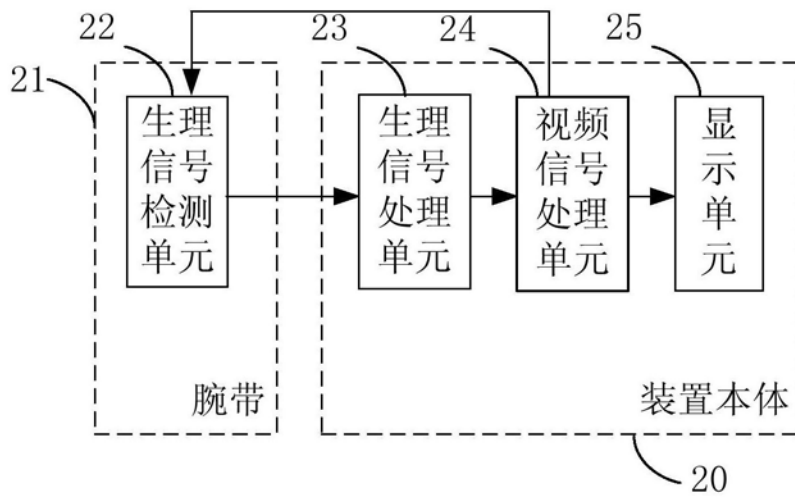 22
23
24
25
21
生理
信号
检测
单元
生理
信号
处理
单元
视频
信号
处理
单元
显
示
单
元
腕带
装置本体
20